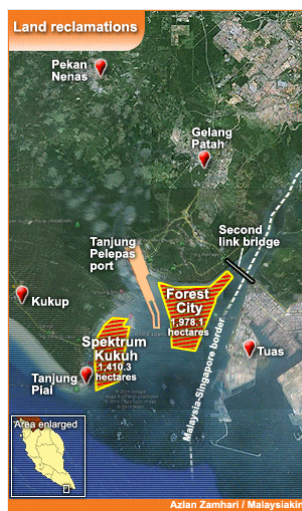 Land reclamations
Pekan
Nenas
Gelang
Patah
Second
link bridge
Tanjung
Pelepas
port
Kukup
Forest
City
1,978.1
hectares
Spektrum
Kukuh
1,410.3
hectares
Tuas
Tanjung
Piai
Malaysia-Singapore border
Area enlarged
Azlan Zamhari / Malaysiakin